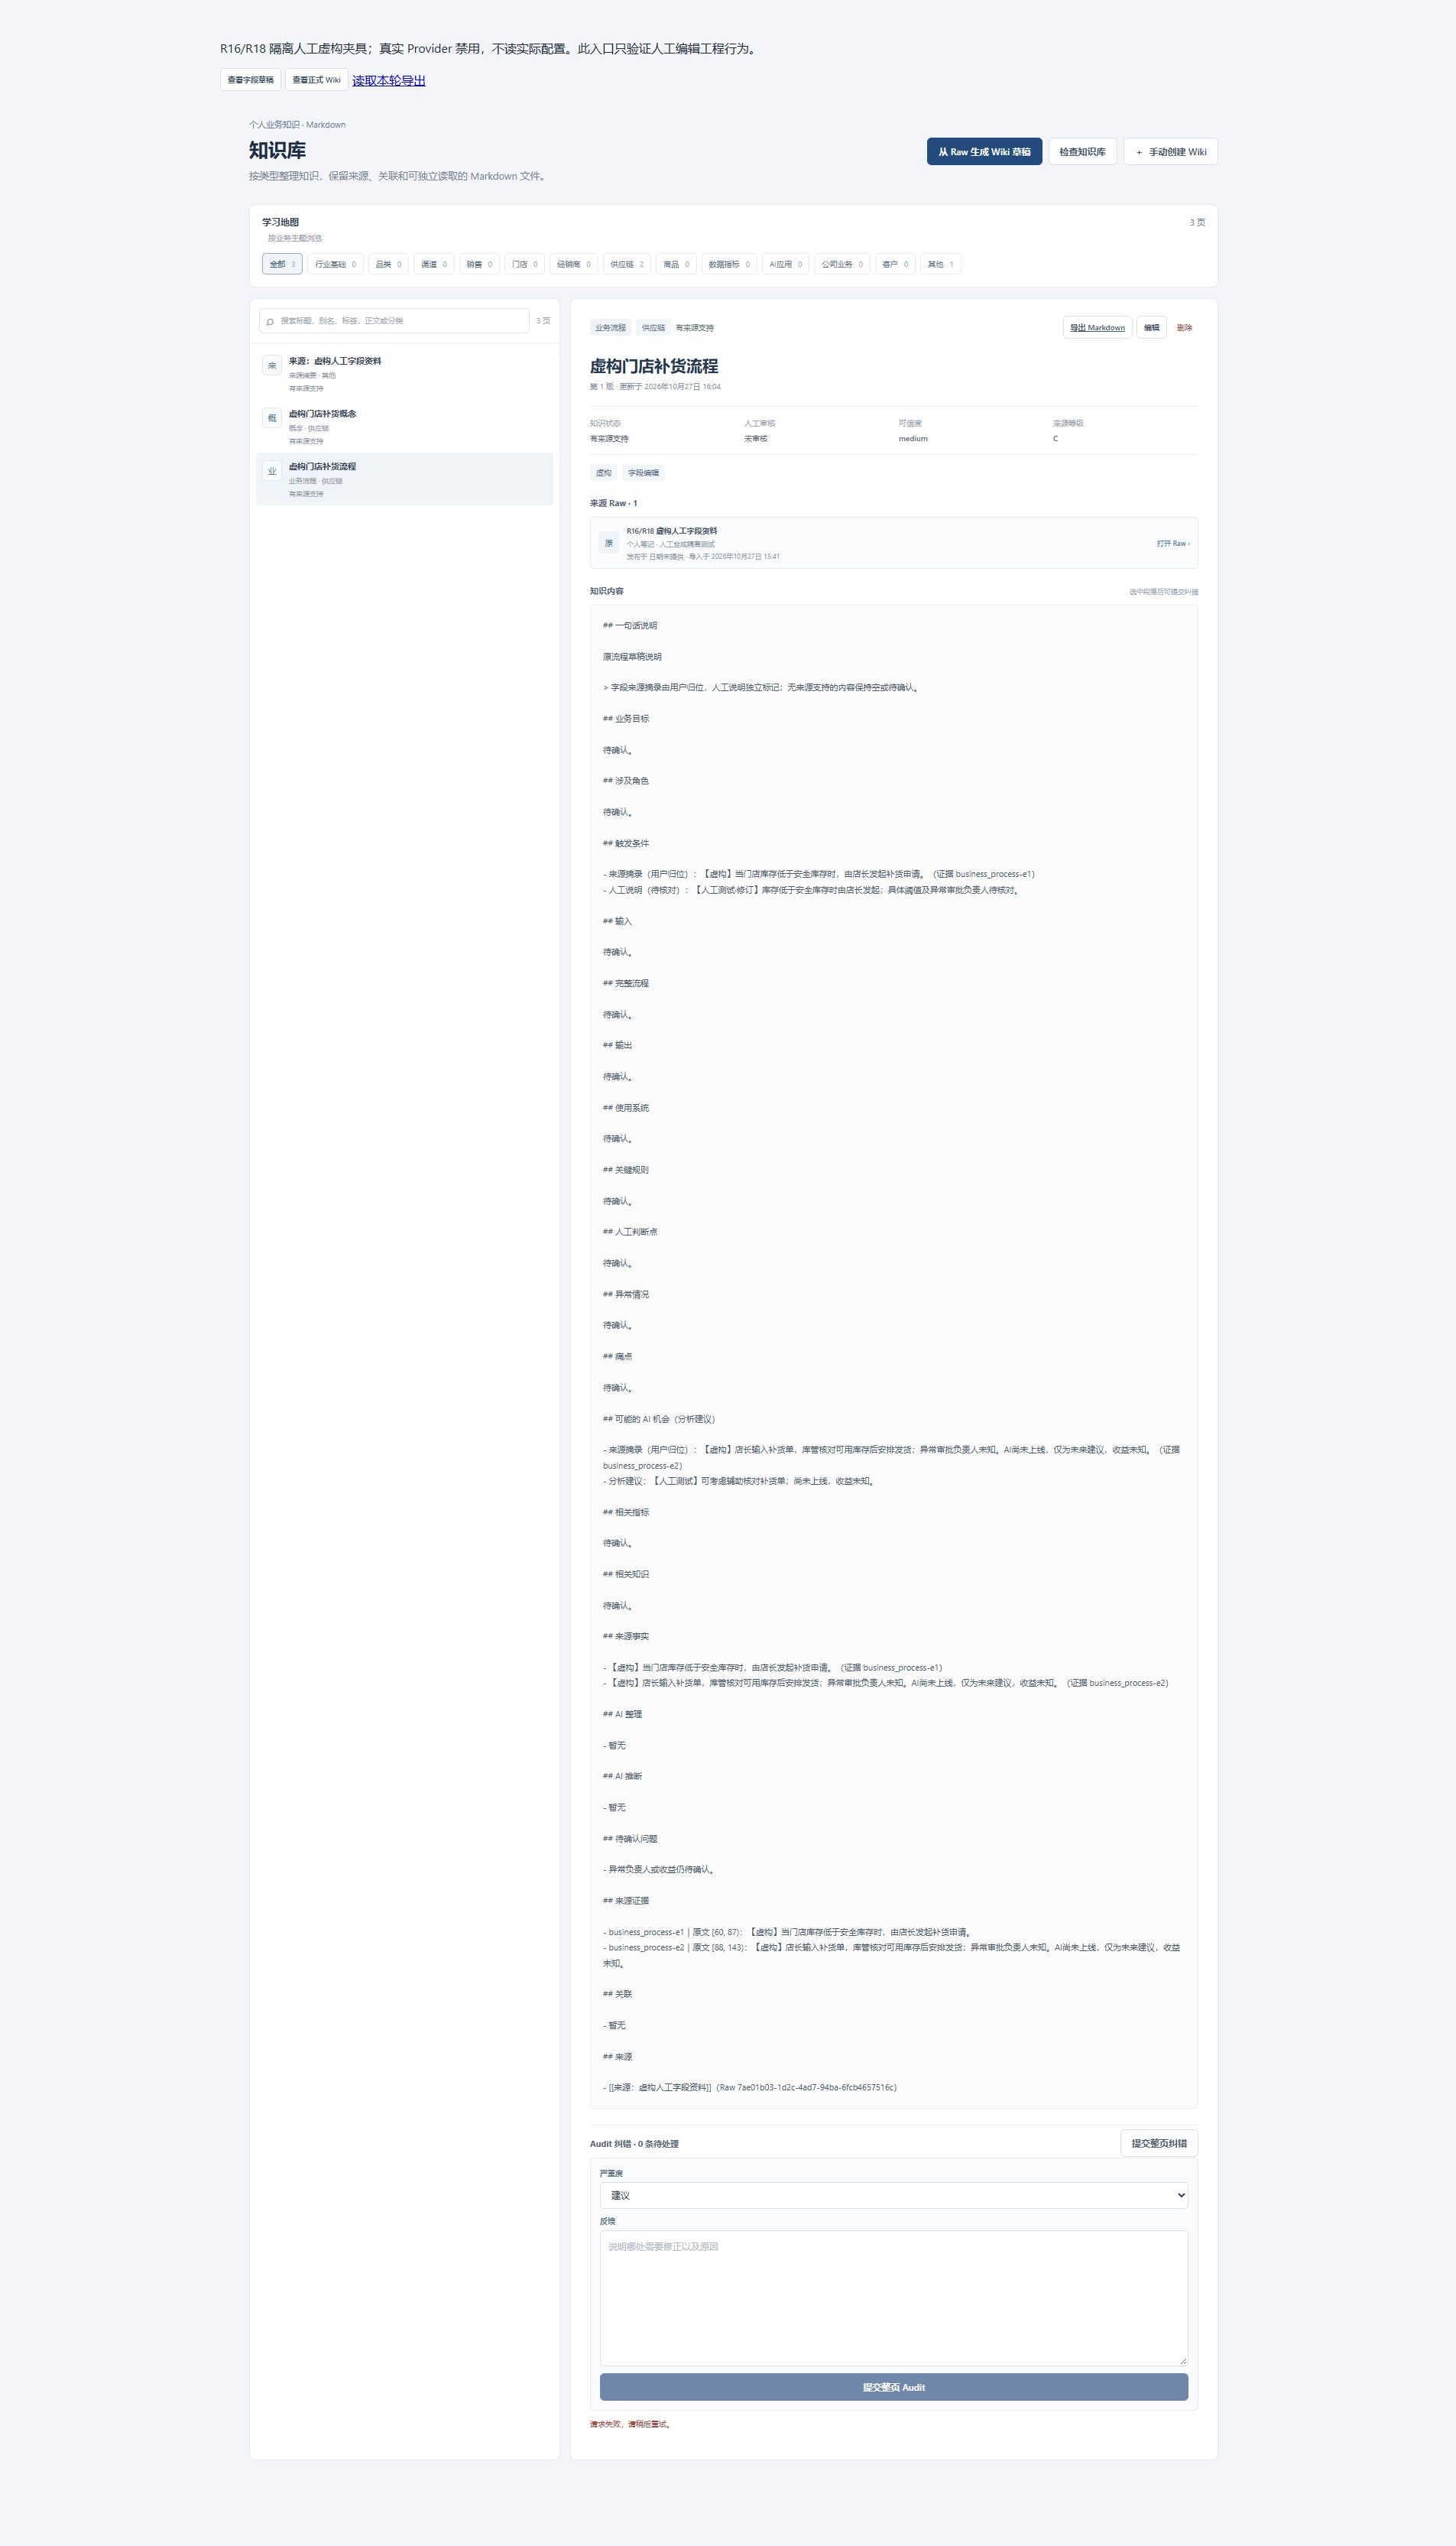 R16/R18 隔离人工虚构夹具；真实 Provider 禁用，不读实际配置。此入口只验证人工编辑工程行为。
查看字段草稿 查看正式 Wiki 读取本轮导出
个人业务知识 · Markdown
知识库
从 Raw 生成 Wiki 草稿 检查知识库 + 手动创建 Wiki
按类型整理知识，保留来源、关联和可独立读取的 Markdown 文件。
学习地图 3 页
按业务主题浏览
全部 3 行业基础 0 品类 0 渠道 0 销售 0 门店 0 经销商 0 供应链 2 商品 0 数据指标 0 AI应用 0 公司业务 0 客户 0 其他 1
搜索标题、别名、标签、正文或分类 3 页
来 来源：虚构人工字段资料
来源摘要 · 其他
有来源支持
概 虚构门店补货概念
概念 · 供应链
有来源支持
业 虚构门店补货流程
业务流程 · 供应链
有来源支持
业务流程 供应链 有来源支持 导出 Markdown 编辑 删除
虚构门店补货流程
第 1 版 · 更新于 2026年10月27日 16:04
知识状态 人工审核 可信度 来源等级
有来源支持 未审核 medium C
虚构 字段编辑
来源 Raw · 1
原 R16/R18 虚构人工字段资料
个人笔记 · 人工合成隔离测试
发布于 日期未提供 · 导入于 2026年10月27日 15:41
打开 Raw ›
知识内容 选中段落后可提交纠错
## 一句话说明
原流程草稿说明
> 字段来源摘录由用户归位，人工说明独立标记；无来源支持的内容保持空或待确认。
## 业务目标
待确认。
## 涉及角色
待确认。
## 触发条件
- 来源摘录（用户归位）：【虚构】当门店库存低于安全库存时，由店长发起补货申请。（证据 business_process-e1）
- 人工说明（待核对）：【人工测试·修订】库存低于安全库存时由店长发起；具体阈值及异常审批负责人待核对。
## 输入
待确认。
## 完整流程
待确认。
## 输出
待确认。
## 使用系统
待确认。
## 关键规则
待确认。
## 人工判断点
待确认。
## 异常情况
待确认。
## 痛点
待确认。
## 可能的 AI 机会（分析建议）
- 来源摘录（用户归位）：【虚构】店长输入补货单，库管核对可用库存后安排发货；异常审批负责人未知。AI尚未上线，仅为未来建议，收益未知。（证据
business_process-e2）
- 分析建议：【人工测试】可考虑辅助核对补货单；尚未上线，收益未知。
## 相关指标
待确认。
## 相关知识
待确认。
## 来源事实
- 【虚构】当门店库存低于安全库存时，由店长发起补货申请。（证据 business_process-e1）
- 【虚构】店长输入补货单，库管核对可用库存后安排发货；异常审批负责人未知。AI尚未上线，仅为未来建议，收益未知。（证据 business_process-e2）
## AI 整理
- 暂无
## AI 推断
- 暂无
## 待确认问题
- 异常负责人或收益仍待确认。
## 来源证据
- business_process-e1｜原文 [60, 87)：【虚构】当门店库存低于安全库存时，由店长发起补货申请。
- business_process-e2｜原文 [88, 143)：【虚构】店长输入补货单，库管核对可用库存后安排发货；异常审批负责人未知。AI尚未上线，仅为未来建议，收益
未知。
## 关联
- 暂无
## 来源
- [[来源：虚构人工字段资料]]（Raw 7ae01b03-1d2c-4ad7-94ba-6fcb4657516c）
Audit 纠错 · 0 条待处理 提交整页纠错
严重度
建议
反馈
说明哪处需要修正以及原因
提交整页 Audit
请求失败，请稍后重试。